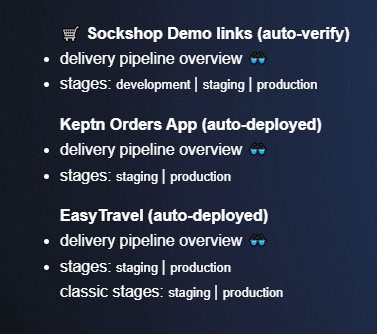 🛒 Sockshop Demo links (auto-verify)
• delivery pipeline overview 🕶
• stages: development | staging | production
Keptn Orders App (auto-deployed)
• delivery pipeline overview 🕶
• stages: staging | production
EasyTravel (auto-deployed)
• delivery pipeline overview 🕶
• stages: staging | production
classic stages: staging | production